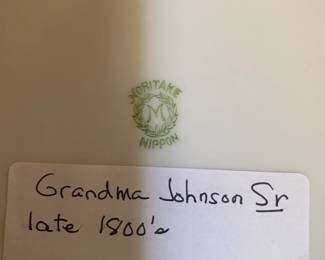 NORITAKE
M
NIPPON
Grandma Johnson Sr
late 1800's